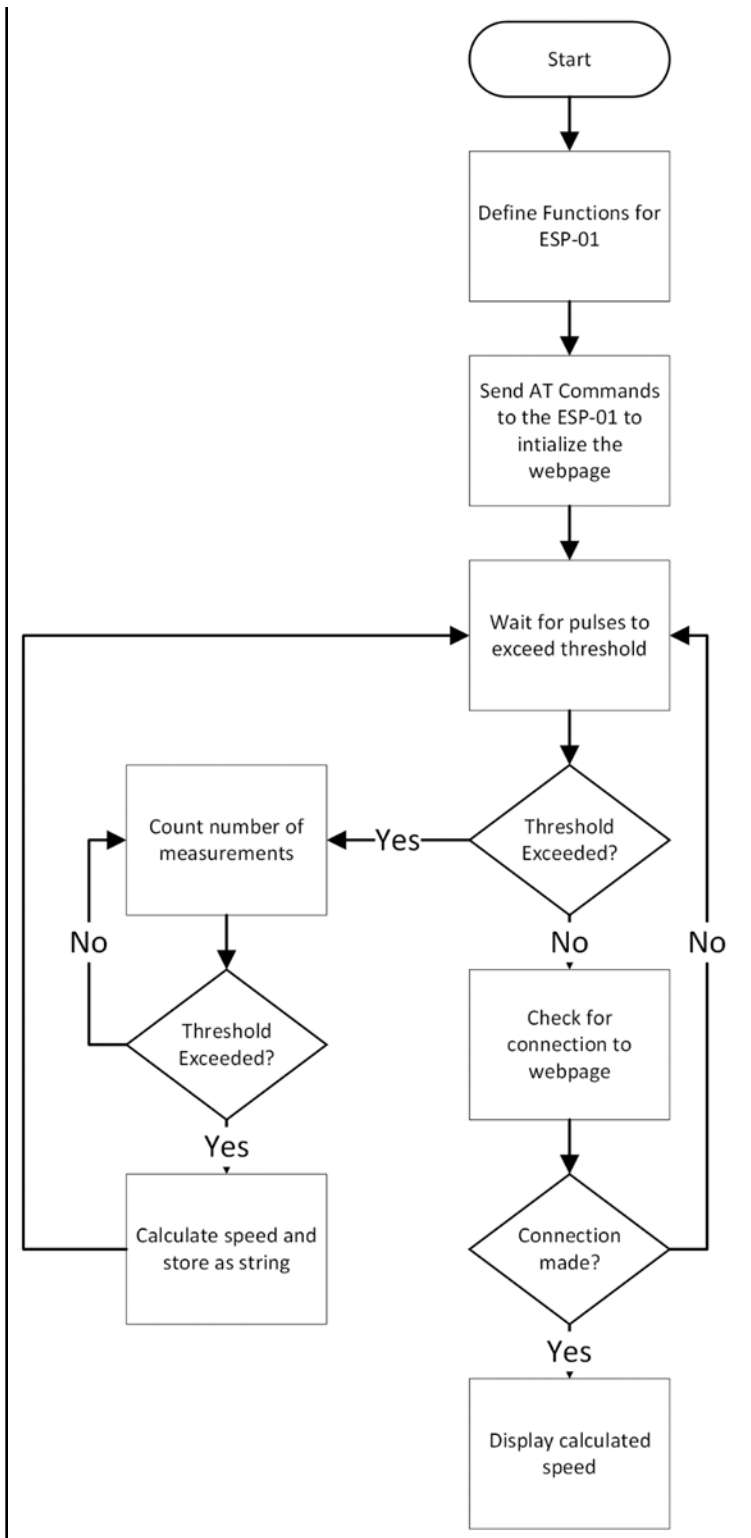 Start
Define Functions for
ESP-01
Send AT Commands
to the ESP-01 to
intialize the
webpage
Wait for pulses to
exceed threshold
Threshold
Exceeded?
Yes
Count number of
measurements
No
Threshold
Exceeded?
Yes
Calculate speed and
store as string
No
Check for
connection to
webpage
No
Connection
made?
Yes
Display calculated
speed